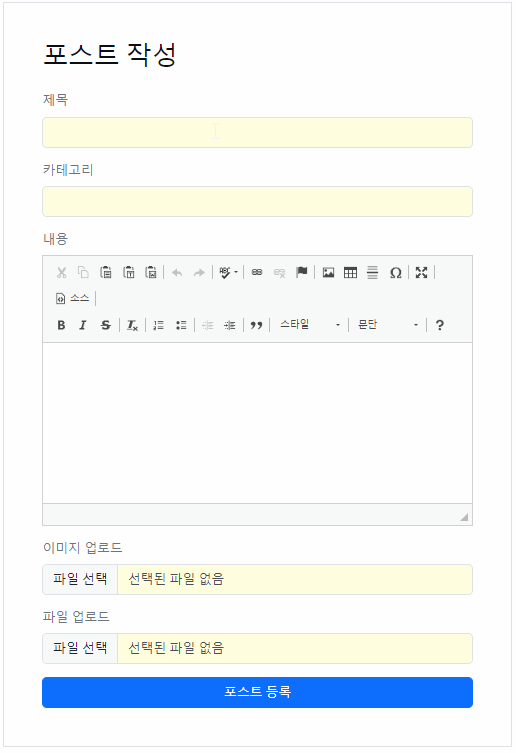 포스트 작성
제목
카테고리
내용
ABC
Ω
소스
B I S Tx ?
스타일 문단
이미지 업로드
파일 선택 선택된 파일 없음
파일 업로드
파일 선택 선택된 파일 없음
포스트 등록